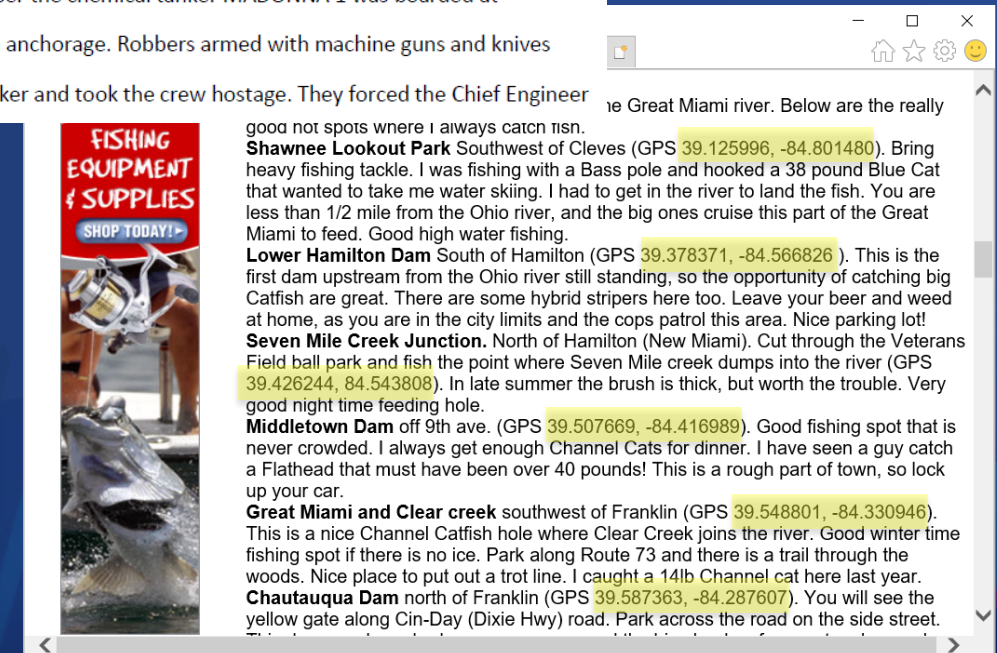 the chemical tanker MADONNA 1 was boarded at
anchorage. Robbers armed with machine guns and knives
ker and took the crew hostage. They forced the Chief Engineer
FISHING
EQUIPMENT
& SUPPLIES
SHOP TODAY!
Great Miami river. Below are the really
good hot spots where I always catch fish.
Shawnee Lookout Park Southwest of Cleves (GPS 39.125996, -84.801480). Bring
heavy fishing tackle. I was fishing with a Bass pole and hooked a 38 pound Blue Cat
that wanted to take me water skiing. I had to get in the river to land the fish. You are
less than 1/2 mile from the Ohio river, and the big ones cruise this part of the Great
Miami to feed. Good high water fishing.
Lower Hamilton Dam South of Hamilton (GPS 39.378371, -84.566826 ). This is the
first dam upstream from the Ohio river still standing, so the opportunity of catching big
Catfish are great. There are some hybrid stripers here too. Leave your beer and weed
at home, as you are in the city limits and the cops patrol this area. Nice parking lot!
Seven Mile Creek Junction. North of Hamilton (New Miami). Cut through the Veterans
Field ball park and fish the point where Seven Mile creek dumps into the river (GPS
39.426244, 84.543808). In late summer the brush is thick, but worth the trouble. Very
good night time feeding hole.
Middletown Dam off 9th ave. (GPS 39.507669, -84.416989). Good fishing spot that is
never crowded. I always get enough Channel Cats for dinner. I have seen a guy catch
a Flathead that must have been over 40 pounds! This is a rough part of town, so lock
up your car.
Great Miami and Clear creek southwest of Franklin (GPS 39.548801, -84.330946).
This is a nice Channel Catfish hole where Clear Creek joins the river. Good winter time
fishing spot if there is no ice. Park along Route 73 and there is a trail through the
woods. Nice place to put out a trot line. I caught a 14lb Channel cat here last year.
Chautauqua Dam north of Franklin (GPS 39.587363, -84.287607). You will see the
yellow gate along Cin-Day (Dixie Hwy) road. Park across the road on the side street.